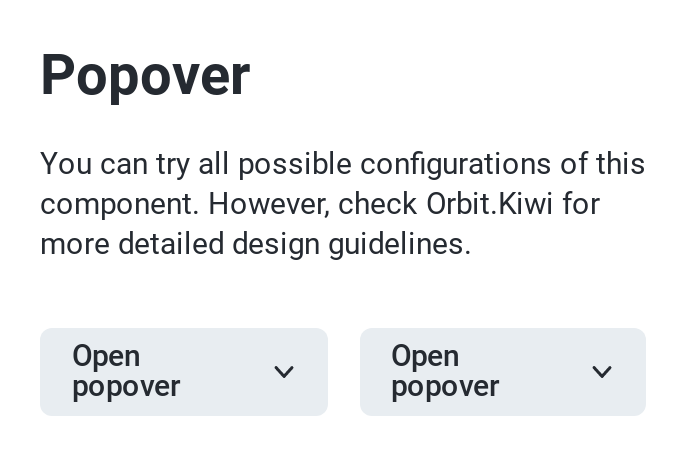 Popover
You can try all possible configurations of this
component. However, check Orbit.Kiwi for
more detailed design guidelines.
Open
popover
Open
popover